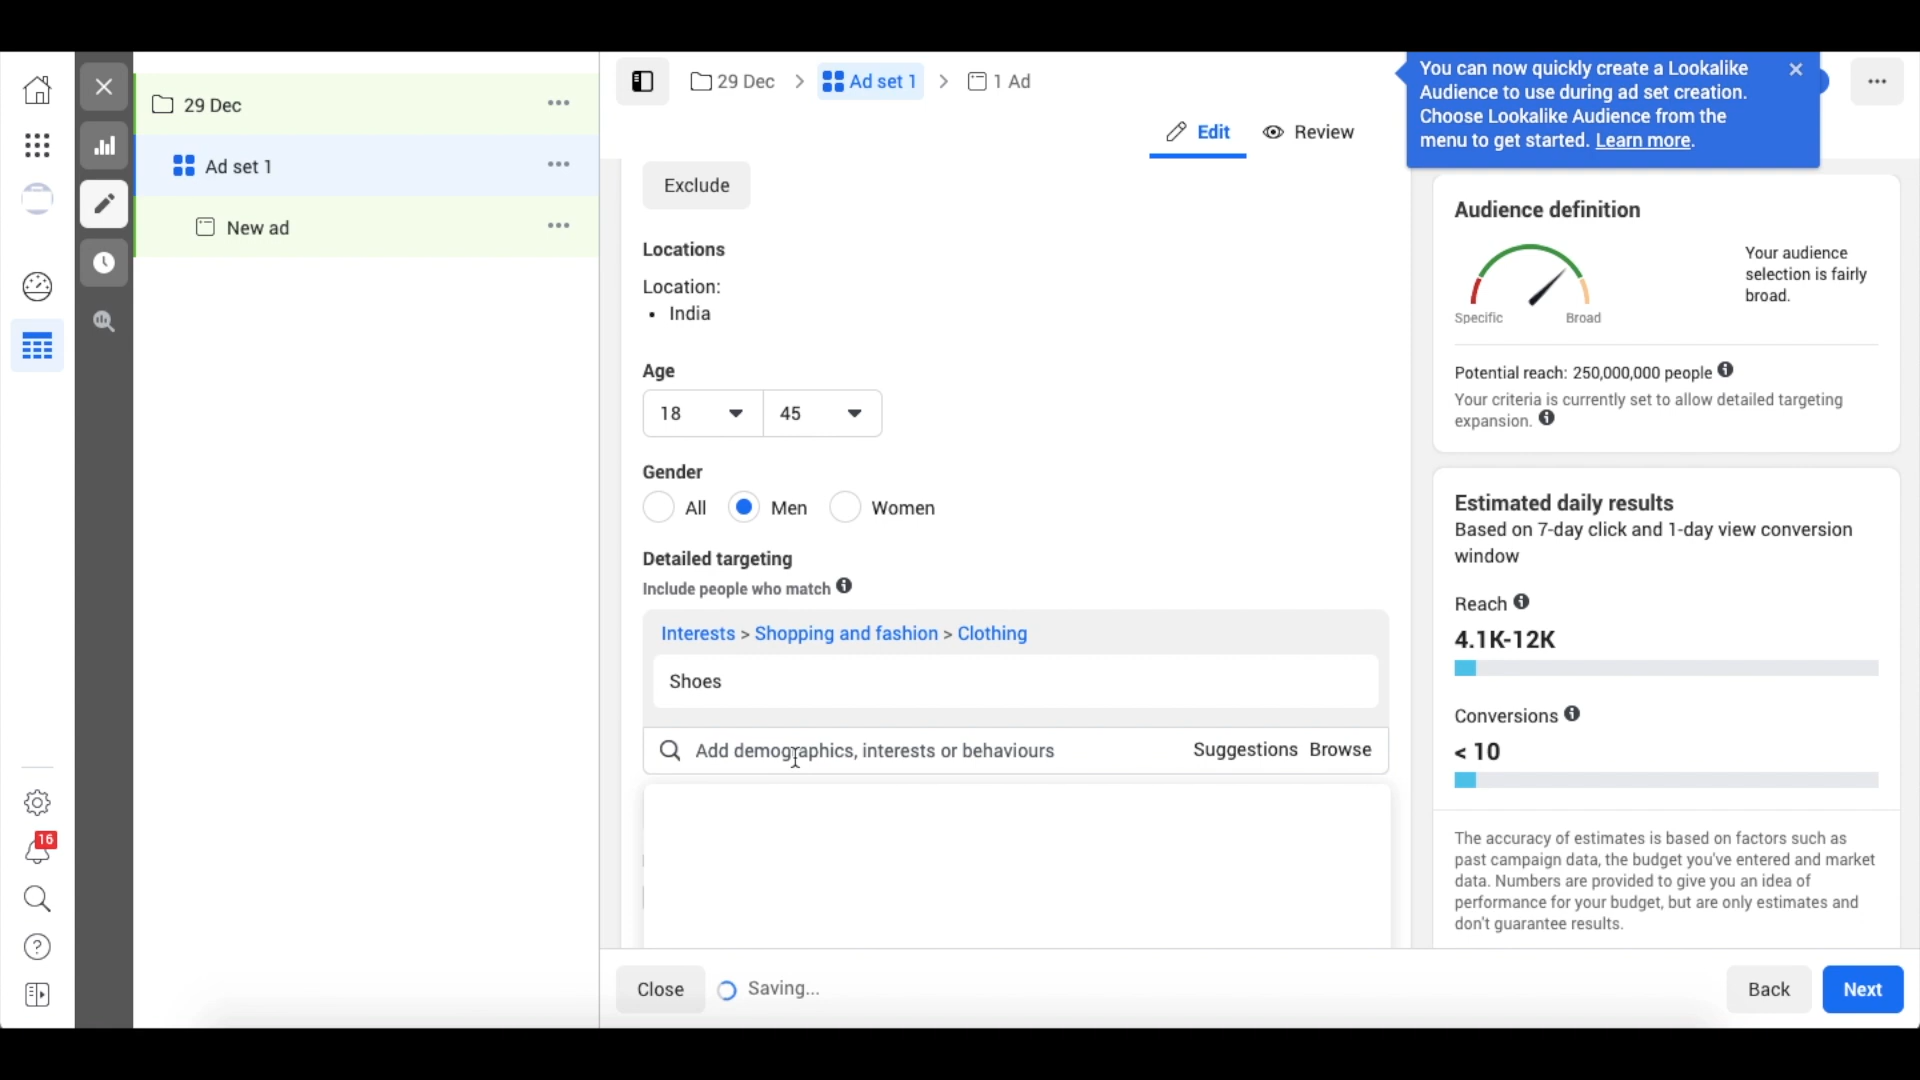 29 Dec
Ad set 1
New ad
16
29 Dec > Ad set 1 > 1 Ad
Edit
Review
You can now quickly create a Lookalike
Audience to use during ad set creation.
Choose Lookalike Audience from the
menu to get started. Learn more.
Exclude
Locations
Location:
• India
Age
18
45
Gender
All
Men
Women
Detailed targeting
Include people who match
Interests > Shopping and fashion > Clothing
Shoes
Add demographics, interests or behaviours
Suggestions
Browse
Audience definition
Specific
Broad
Your audience
selection is fairly
broad.
Potential reach: 250,000,000 people
Your criteria is currently set to allow detailed targeting
expansion.
Estimated daily results
Based on 7-day click and 1-day view conversion
window
Reach
4.1K-12K
Conversions
< 10
The accuracy of estimates is based on factors such as
past campaign data, the budget you've entered and market
data. Numbers are provided to give you an idea of
performance for your budget, but are only estimates and
don't guarantee results.
Close
Saving...
Back
Next